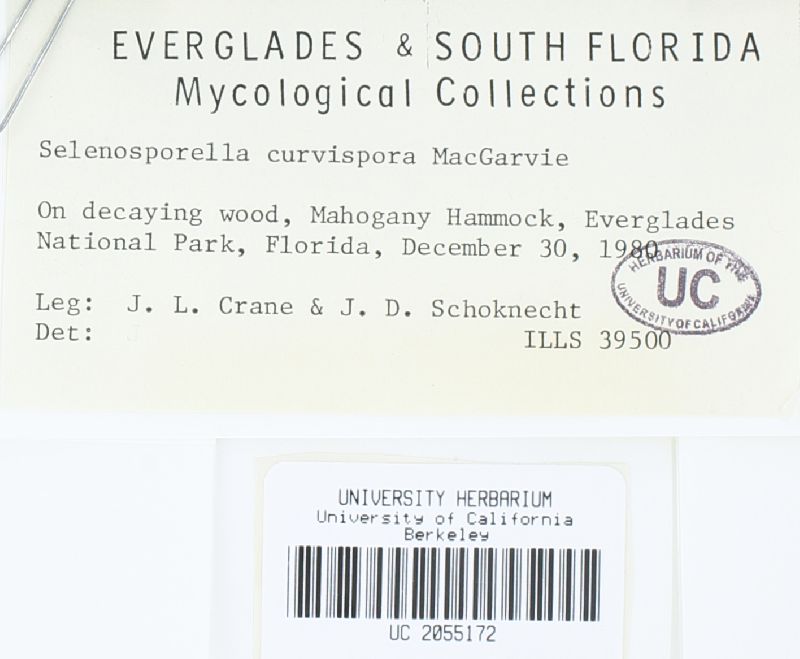 EVERGLADES & SOUTH FLORIDA
Mycological Collections
Selenosporella curvispora MacGarvie
On decaying wood, Mahogany Hammock, Everglades
National Park, Florida, December 30, 1980
HERBARIUM OF THE
UC
UNIVERSITY OF CALIFORNIA
Leg: J. L. Crane & J. D. Schoknecht
Det:
ILLS 39500
UNIVERSITY HERBARIUM
University of California
Berkeley
UC 2055172